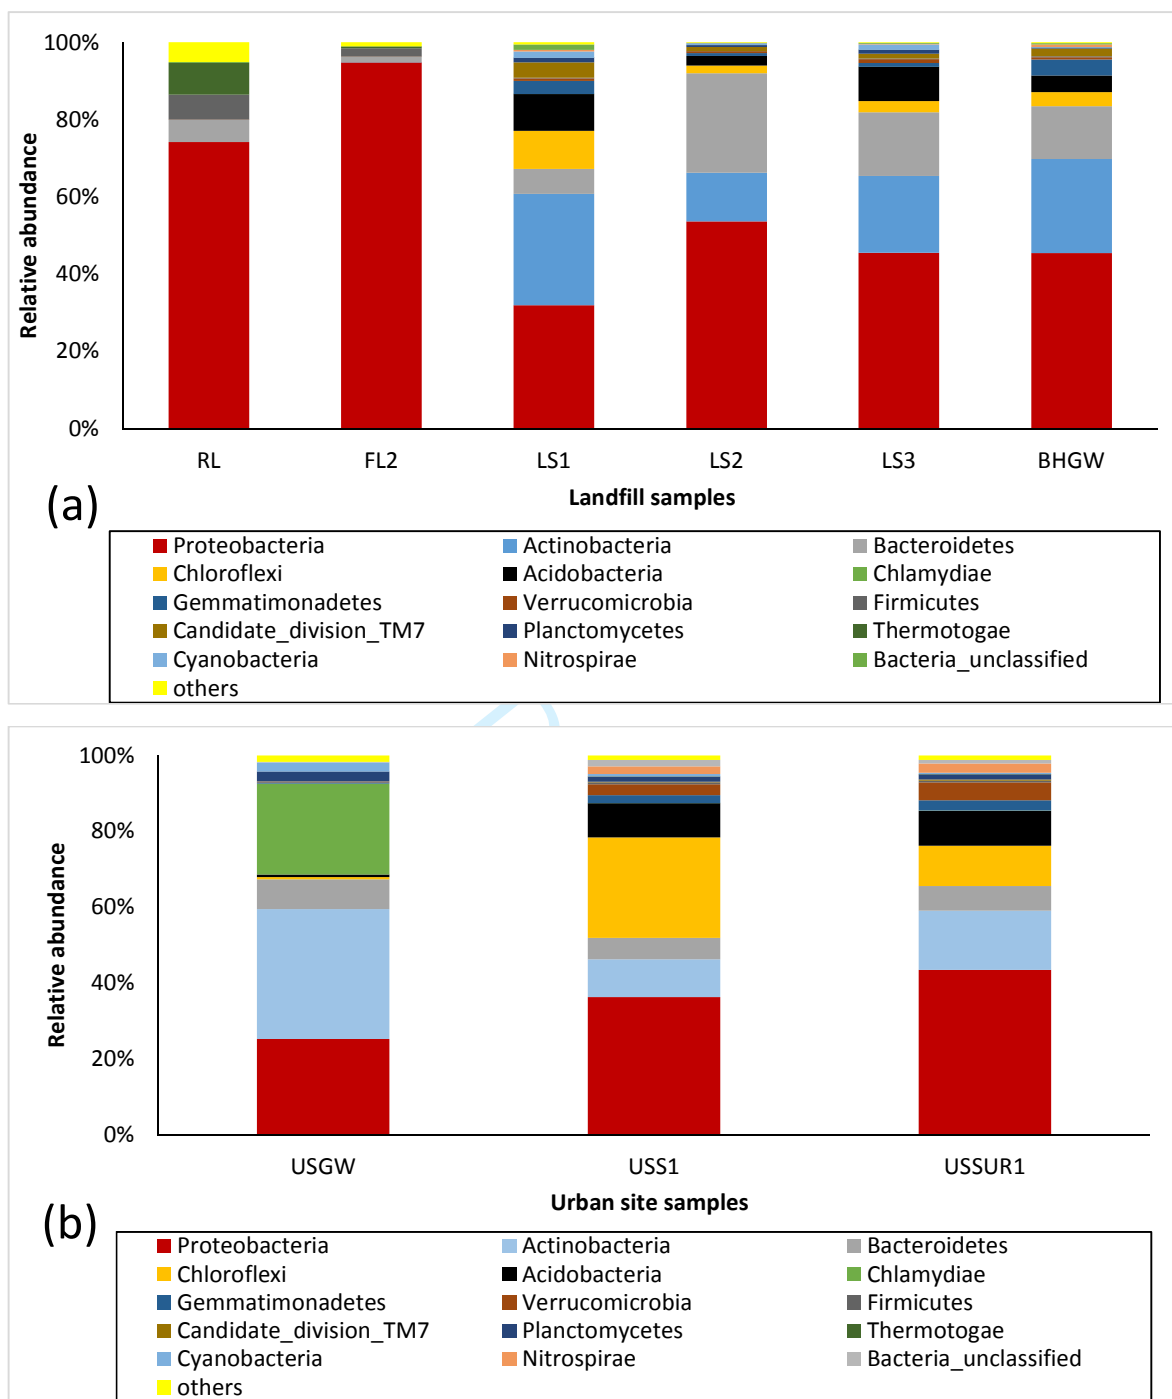 100%
80%
60%
40%
20%
0%
Relative abundance
RL FL2 LS1 LS2 LS3 BHGW
Landfill samples
(a)
Proteobacteria Actinobacteria Bacteroidetes
Chloroflexi Acidobacteria Chlamydiae
Gemmatimonadetes Verrucomicrobia Firmicutes
Candidate_division_TM7 Planctomycetes Thermotogae
Cyanobacteria Nitrospirae Bacteria_unclassified
others
100%
80%
60%
40%
20%
0%
Relative abundance
USGW USS1 USSUR1
Urban site samples
(b)
Proteobacteria Actinobacteria Bacteroidetes
Chloroflexi Acidobacteria Chlamydiae
Gemmatimonadetes Verrucomicrobia Firmicutes
Candidate_division_TM7 Planctomycetes Thermotogae
Cyanobacteria Nitrospirae Bacteria_unclassified
others